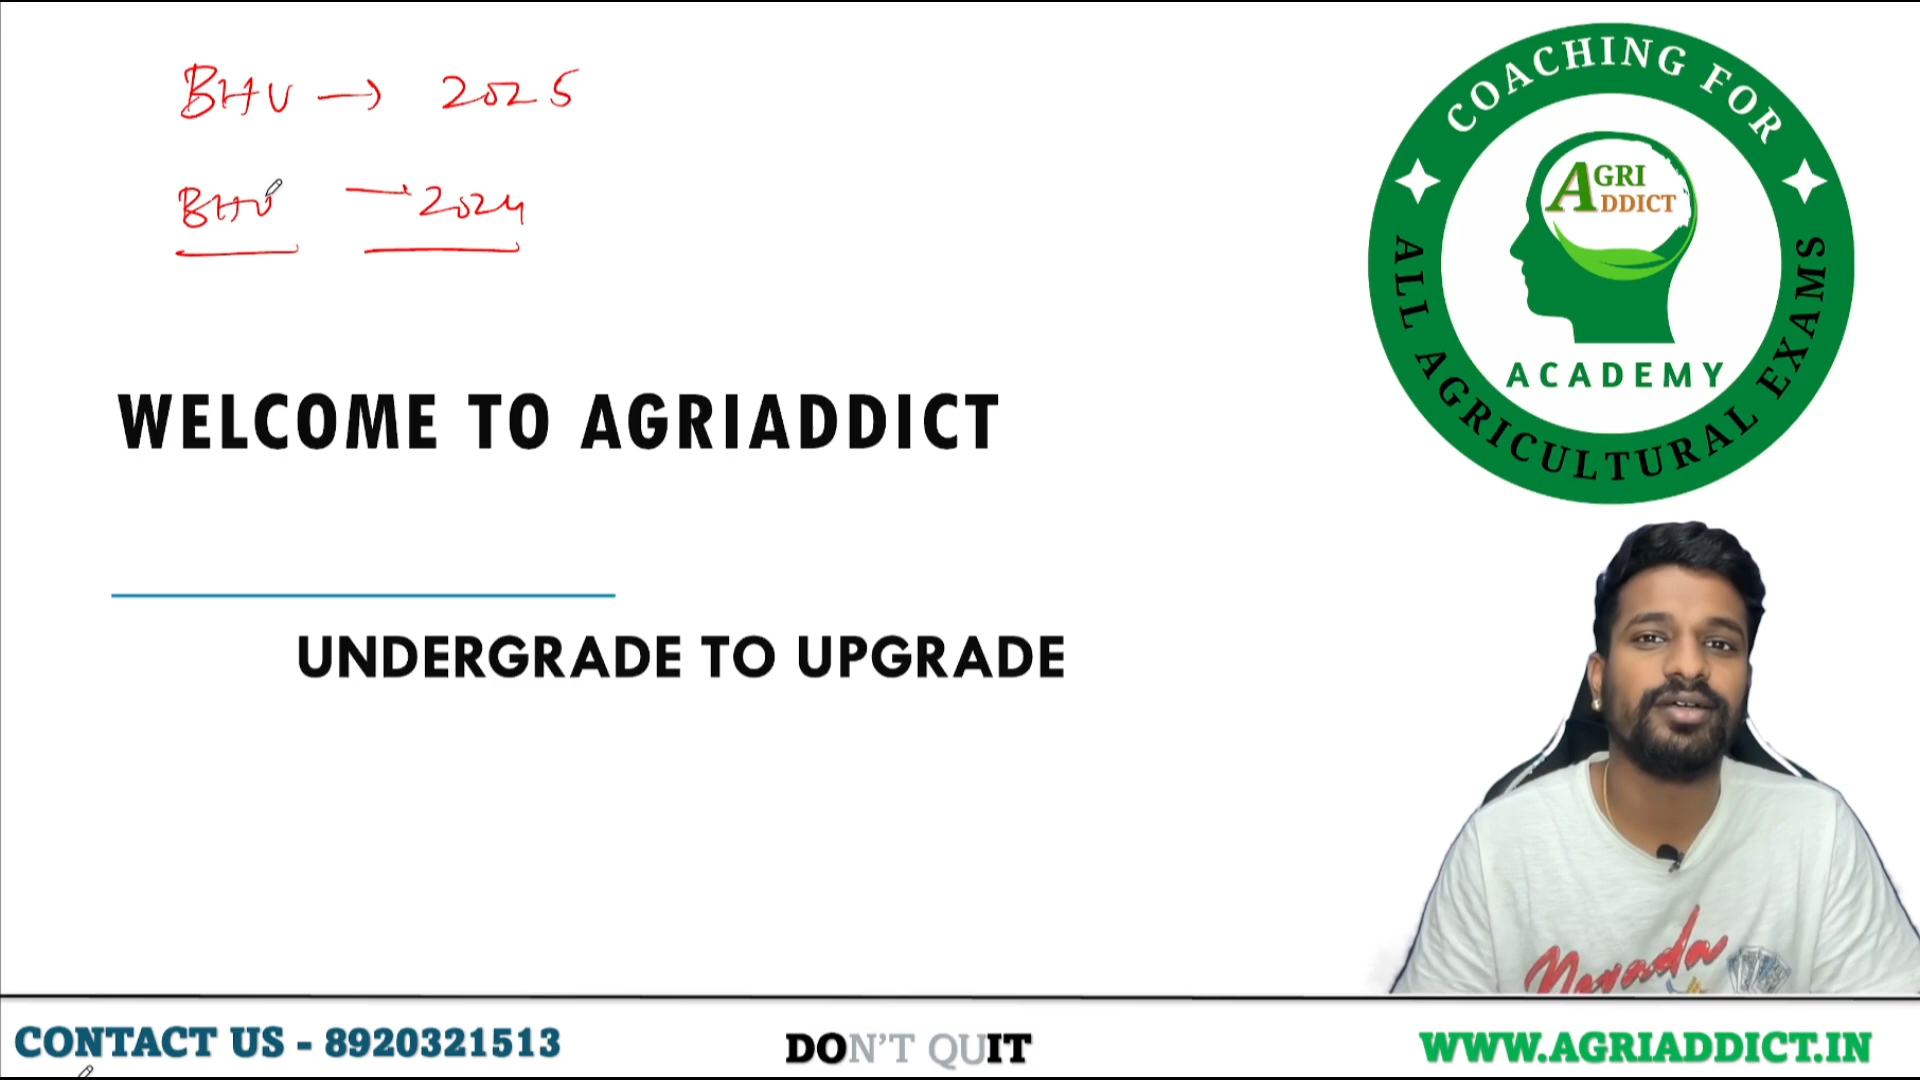 BHU → 2025
BHU — 2024
WELCOME TO AGRIADDICT
UNDERGRADE TO UPGRADE
COACHING FOR
ALL AGRICULTURAL EXAMS
AGRI
ADDICT
ACADEMY
Nevada
CONTACT US - 8920321513
DON'T QUIT
WWW.AGRIADDICT.IN